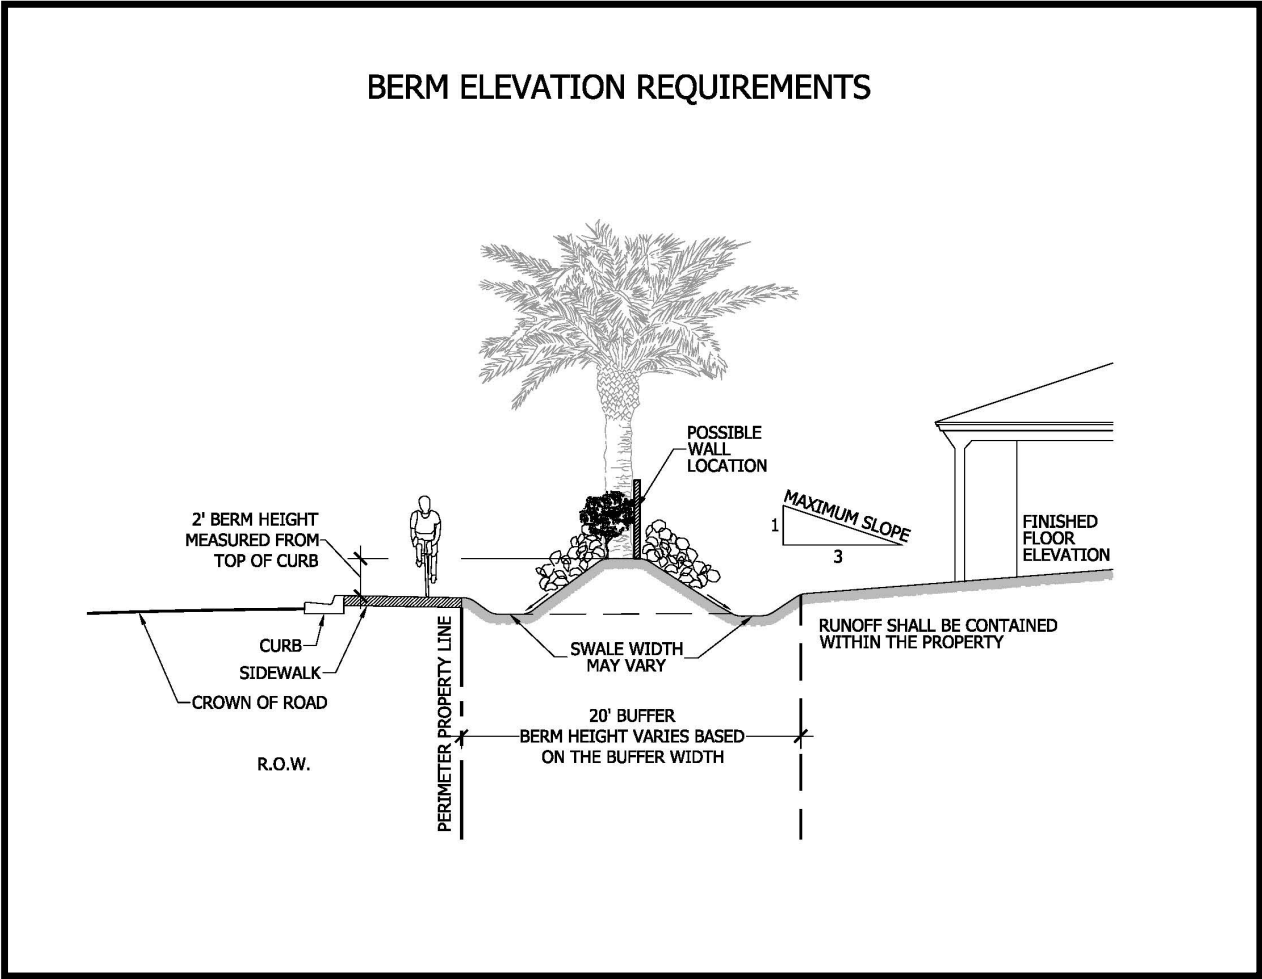 BERM ELEVATION REQUIREMENTS
POSSIBLE
WALL
LOCATION
2' BERM HEIGHT
MEASURED FROM
TOP OF CURB
MAXIMUM SLOPE
1
3
FINISHED
FLOOR
ELEVATION
CURB
SIDEWALK
CROWN OF ROAD
R.O.W.
PERIMETER PROPERTY LINE
SWALE WIDTH
MAY VARY
RUNOFF SHALL BE CONTAINED
WITHIN THE PROPERTY
20' BUFFER
BERM HEIGHT VARIES BASED
ON THE BUFFER WIDTH